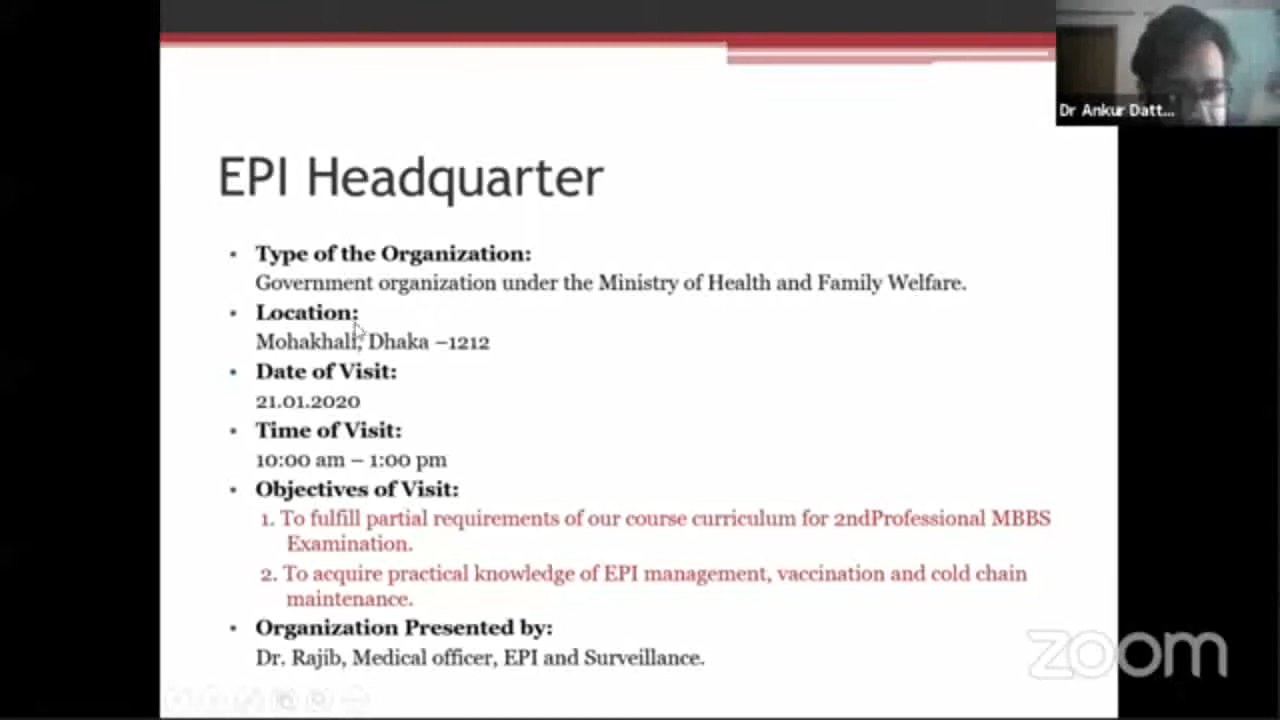 Dr Ankur Datt...
EPI Headquarter
• Type of the Organization:
Government organization under the Ministry of Health and Family Welfare.
• Location:
Mohakhali, Dhaka –1212
• Date of Visit:
21.01.2020
• Time of Visit:
10:00 am – 1:00 pm
• Objectives of Visit:
1. To fulfill partial requirements of our course curriculum for 2ndProfessional MBBS
Examination.
2. To acquire practical knowledge of EPI management, vaccination and cold chain
maintenance.
• Organization Presented by:
Dr. Rajib, Medical officer, EPI and Surveillance.
zoom